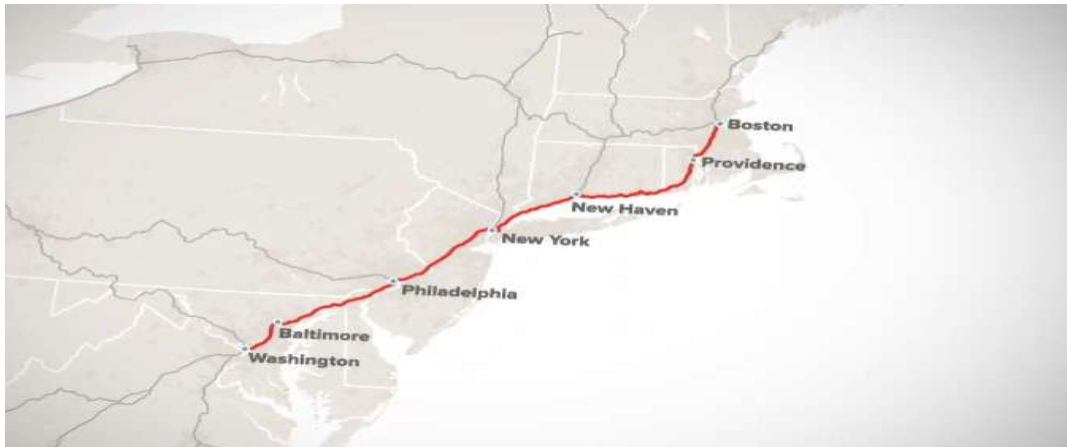 Boston
Providence
New Haven
New York
Philadelphia
Baltimore
Washington